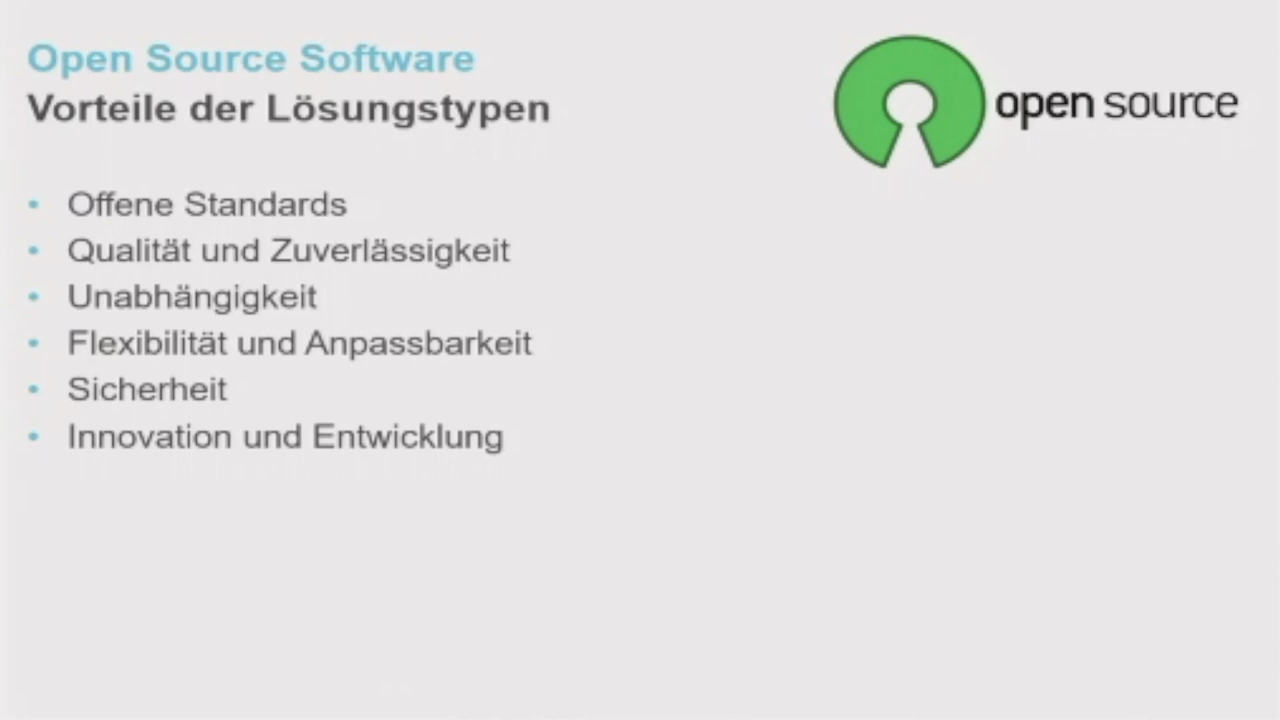 Open Source Software
Vorteile der Lösungstypen
open source
• Offene Standards
• Qualität und Zuverlässigkeit
• Unabhängigkeit
• Flexibilität und Anpassbarkeit
• Sicherheit
• Innovation und Entwicklung